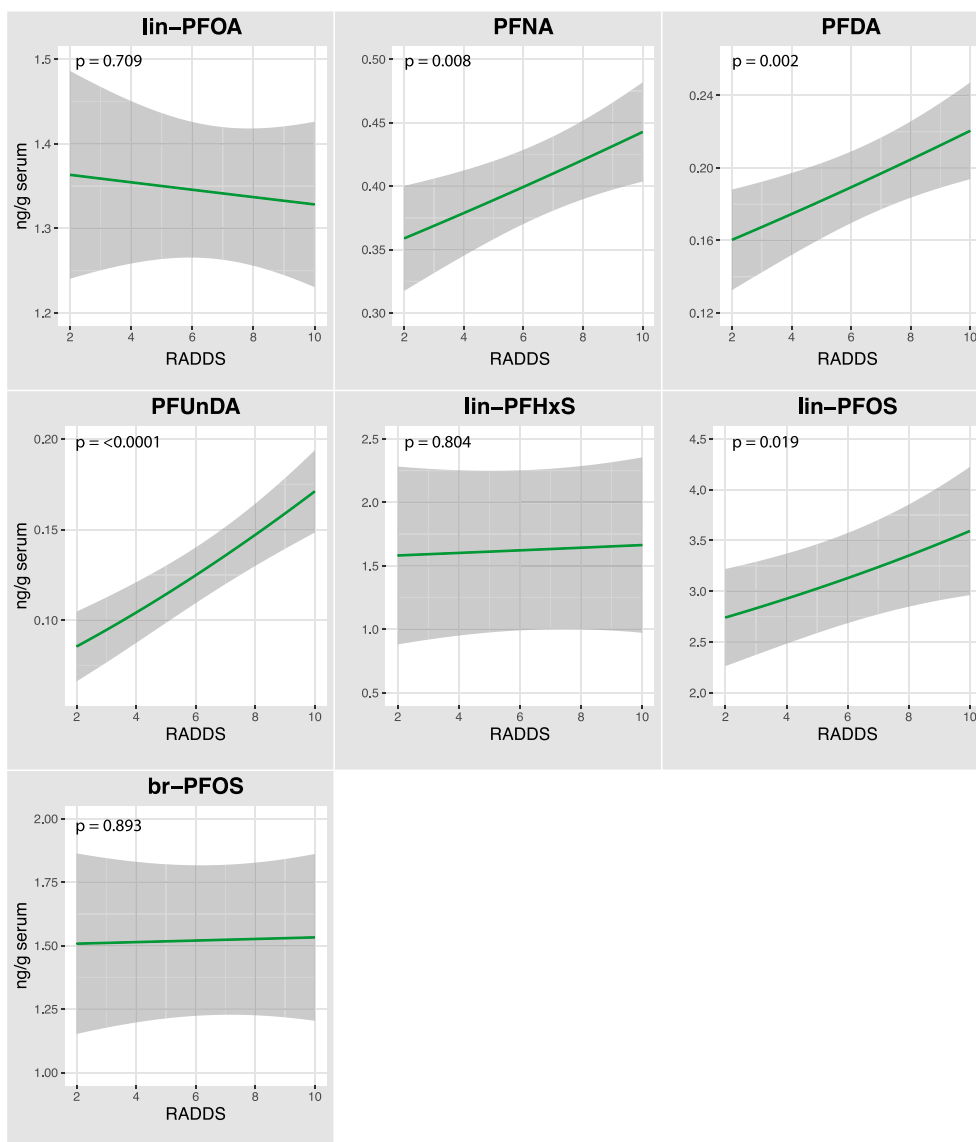 lin−PFOA
p = 0.709
1.5
1.4
1.3
1.2
ng/g serum
2 4 6 8 10
RADDS
PFNA
p = 0.008
0.50
0.45
0.40
0.35
0.30
2 4 6 8 10
RADDS
PFDA
p = 0.002
0.24
0.20
0.16
0.12
2 4 6 8 10
RADDS
PFUnDA
p = <0.0001
0.20
0.15
0.10
ng/g serum
2 4 6 8 10
RADDS
lin−PFHxS
p = 0.804
2.5
2.0
1.5
1.0
0.5
2 4 6 8 10
RADDS
lin−PFOS
p = 0.019
4.5
4.0
3.5
3.0
2.5
2.0
2 4 6 8 10
RADDS
br−PFOS
p = 0.893
2.00
1.75
1.50
1.25
1.00
ng/g serum
2 4 6 8 10
RADDS